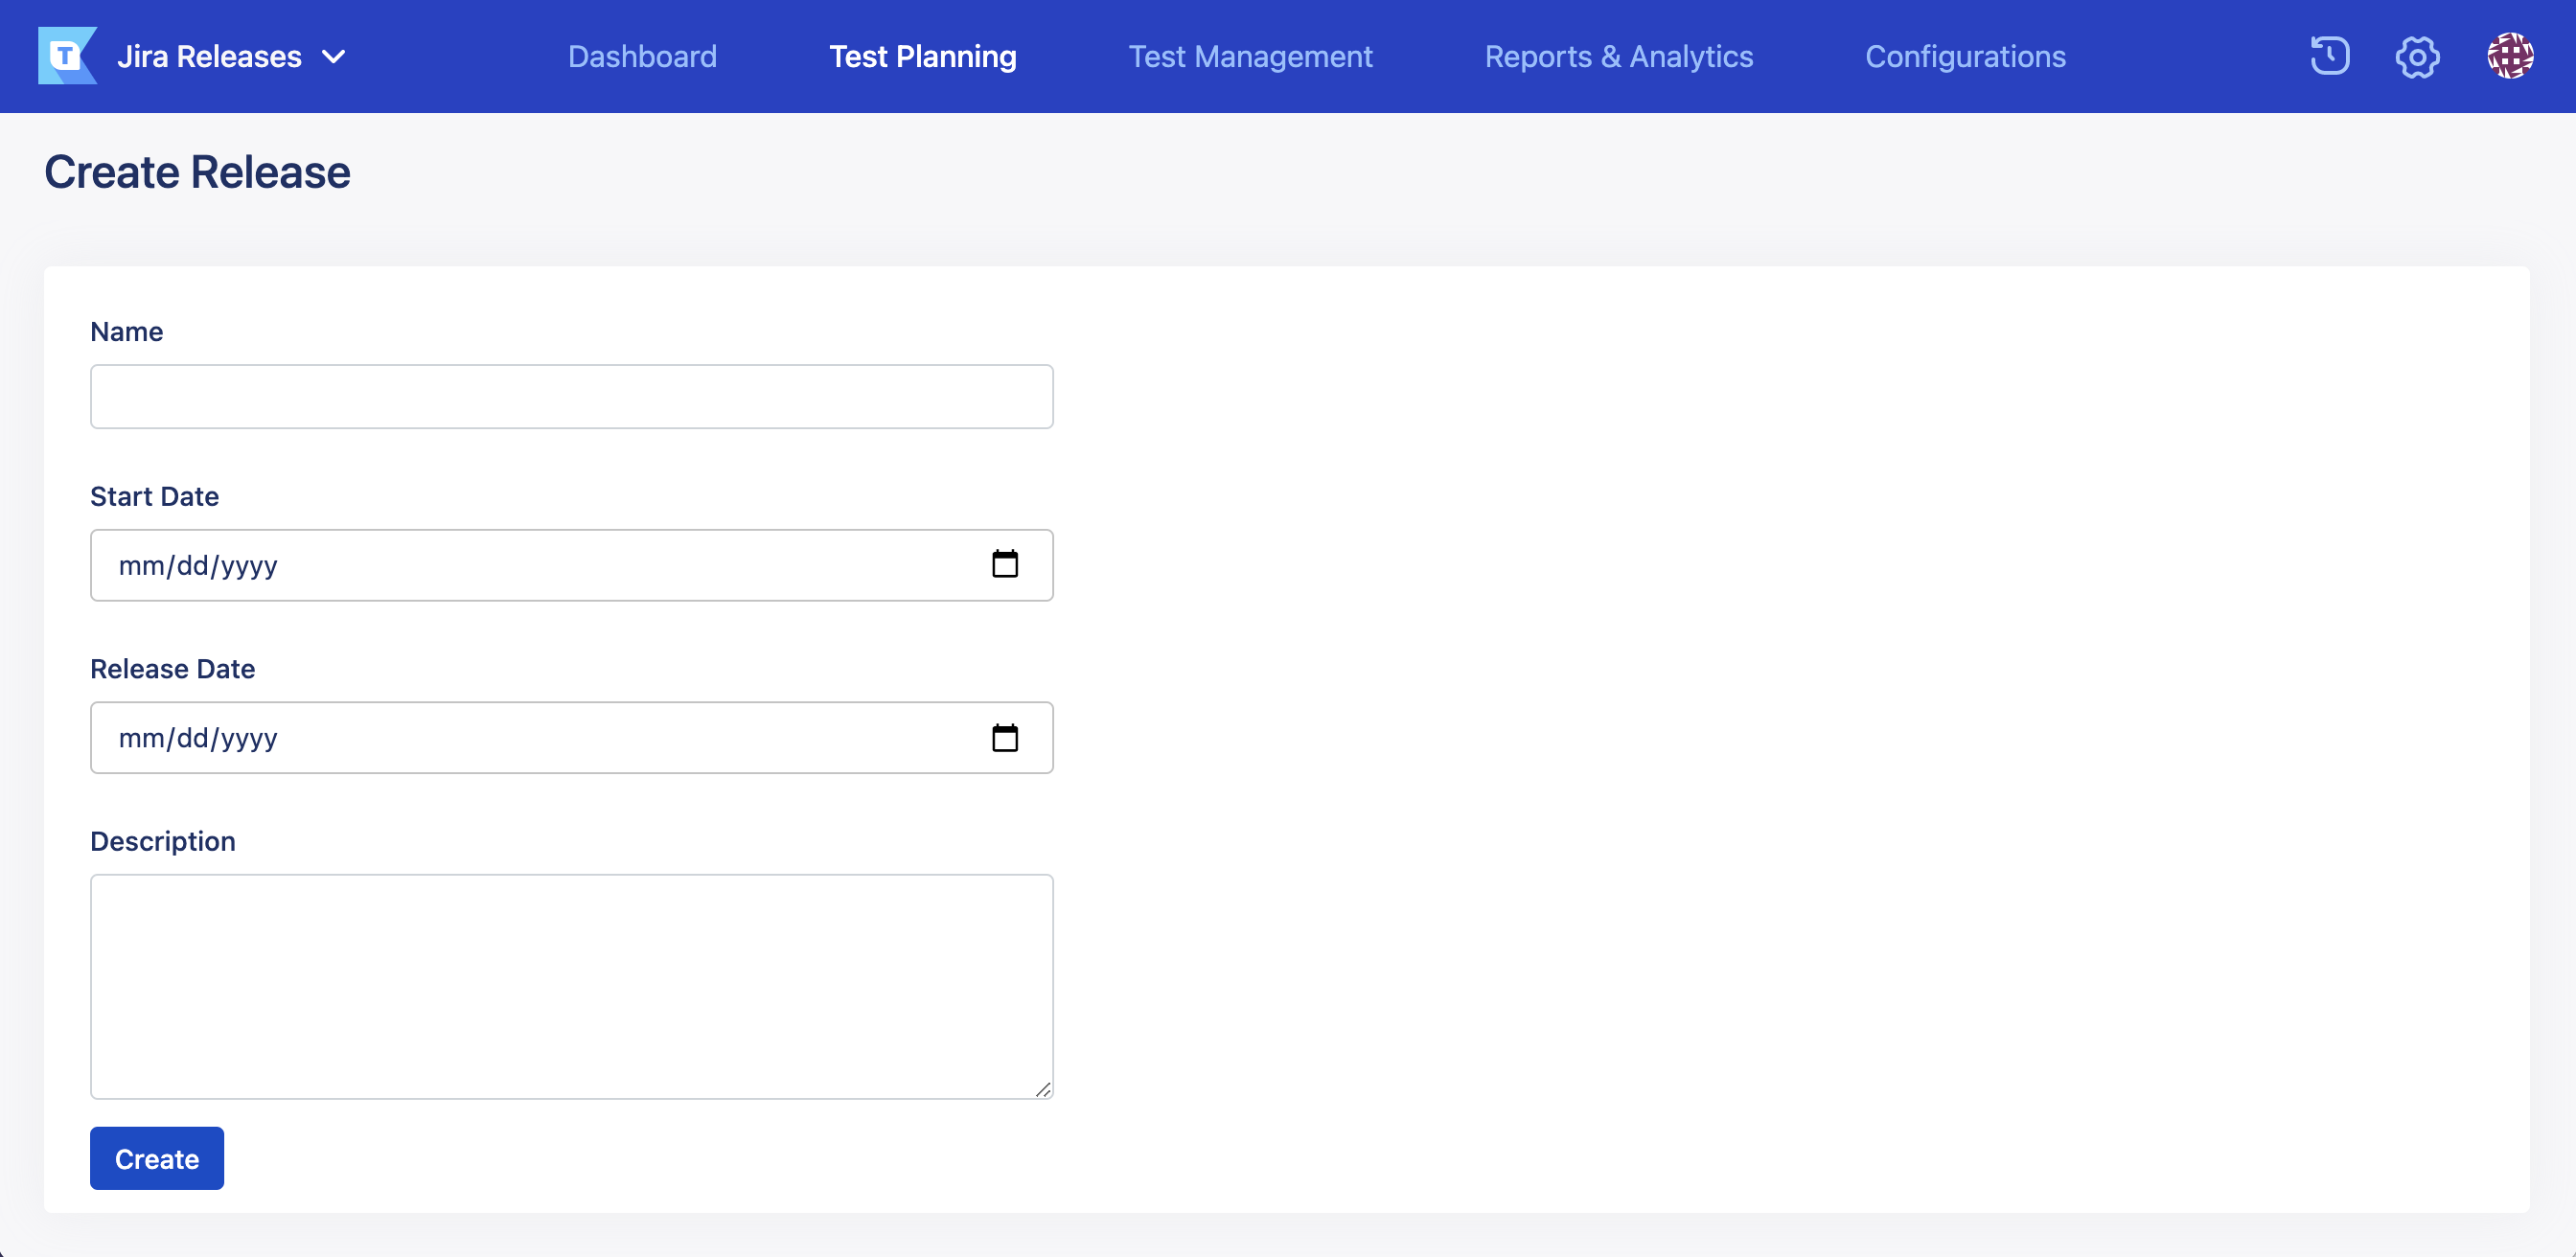 T Jira Releases Dashboard Test Planning Test Management Reports & Analytics Configurations
Create Release
Name
Start Date
mm/dd/yyyy
Release Date
mm/dd/yyyy
Description
Create